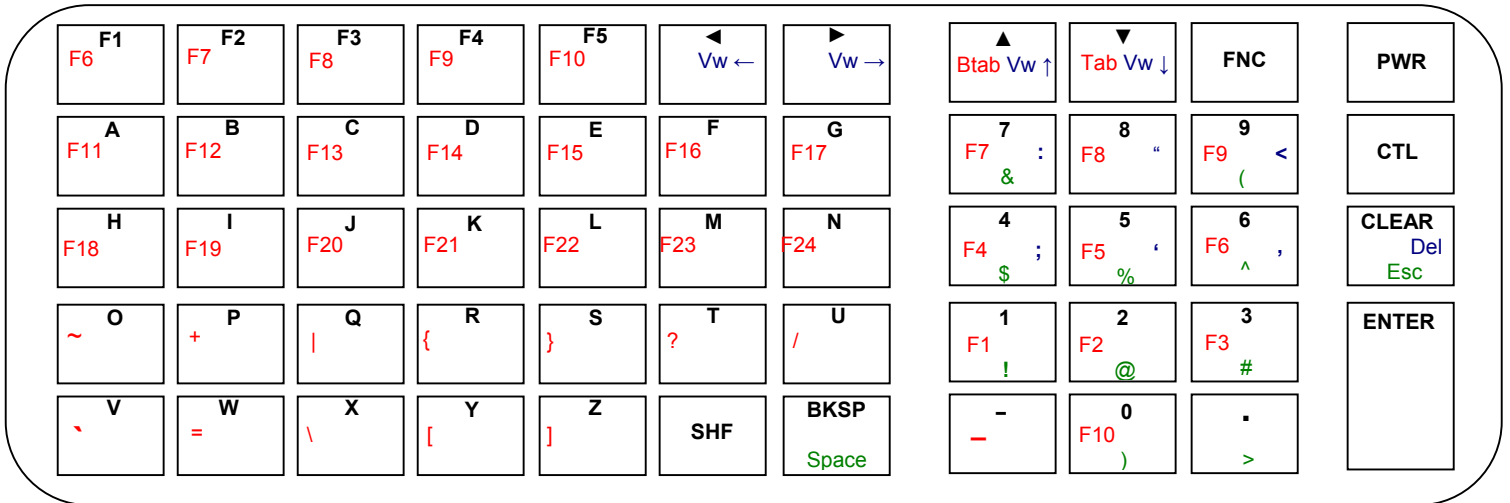 F1 F2 F3 F4 F5 ◄ ► ▲ ▼ FNC PWR
F6 F7 F8 F9 F10 Vw ← Vw → Btab Vw ↑ Tab Vw ↓
A B C D E F G 7 8 9 CTL
F11 F12 F13 F14 F15 F16 F17 F7 : F8 “ F9 <
& (
H I J K L M N 4 5 6 CLEAR
F18 F19 F20 F21 F22 F23 F24 F4 ; F5 ‘ F6 , Del
$ % ^ Esc
O P Q R S T U 1 2 3 ENTER
~ + | { } ? / F1 F2 F3
! @ #
V W X Y Z SHF BKSP - 0 .
` = \ [ ] – F10
Space ) >